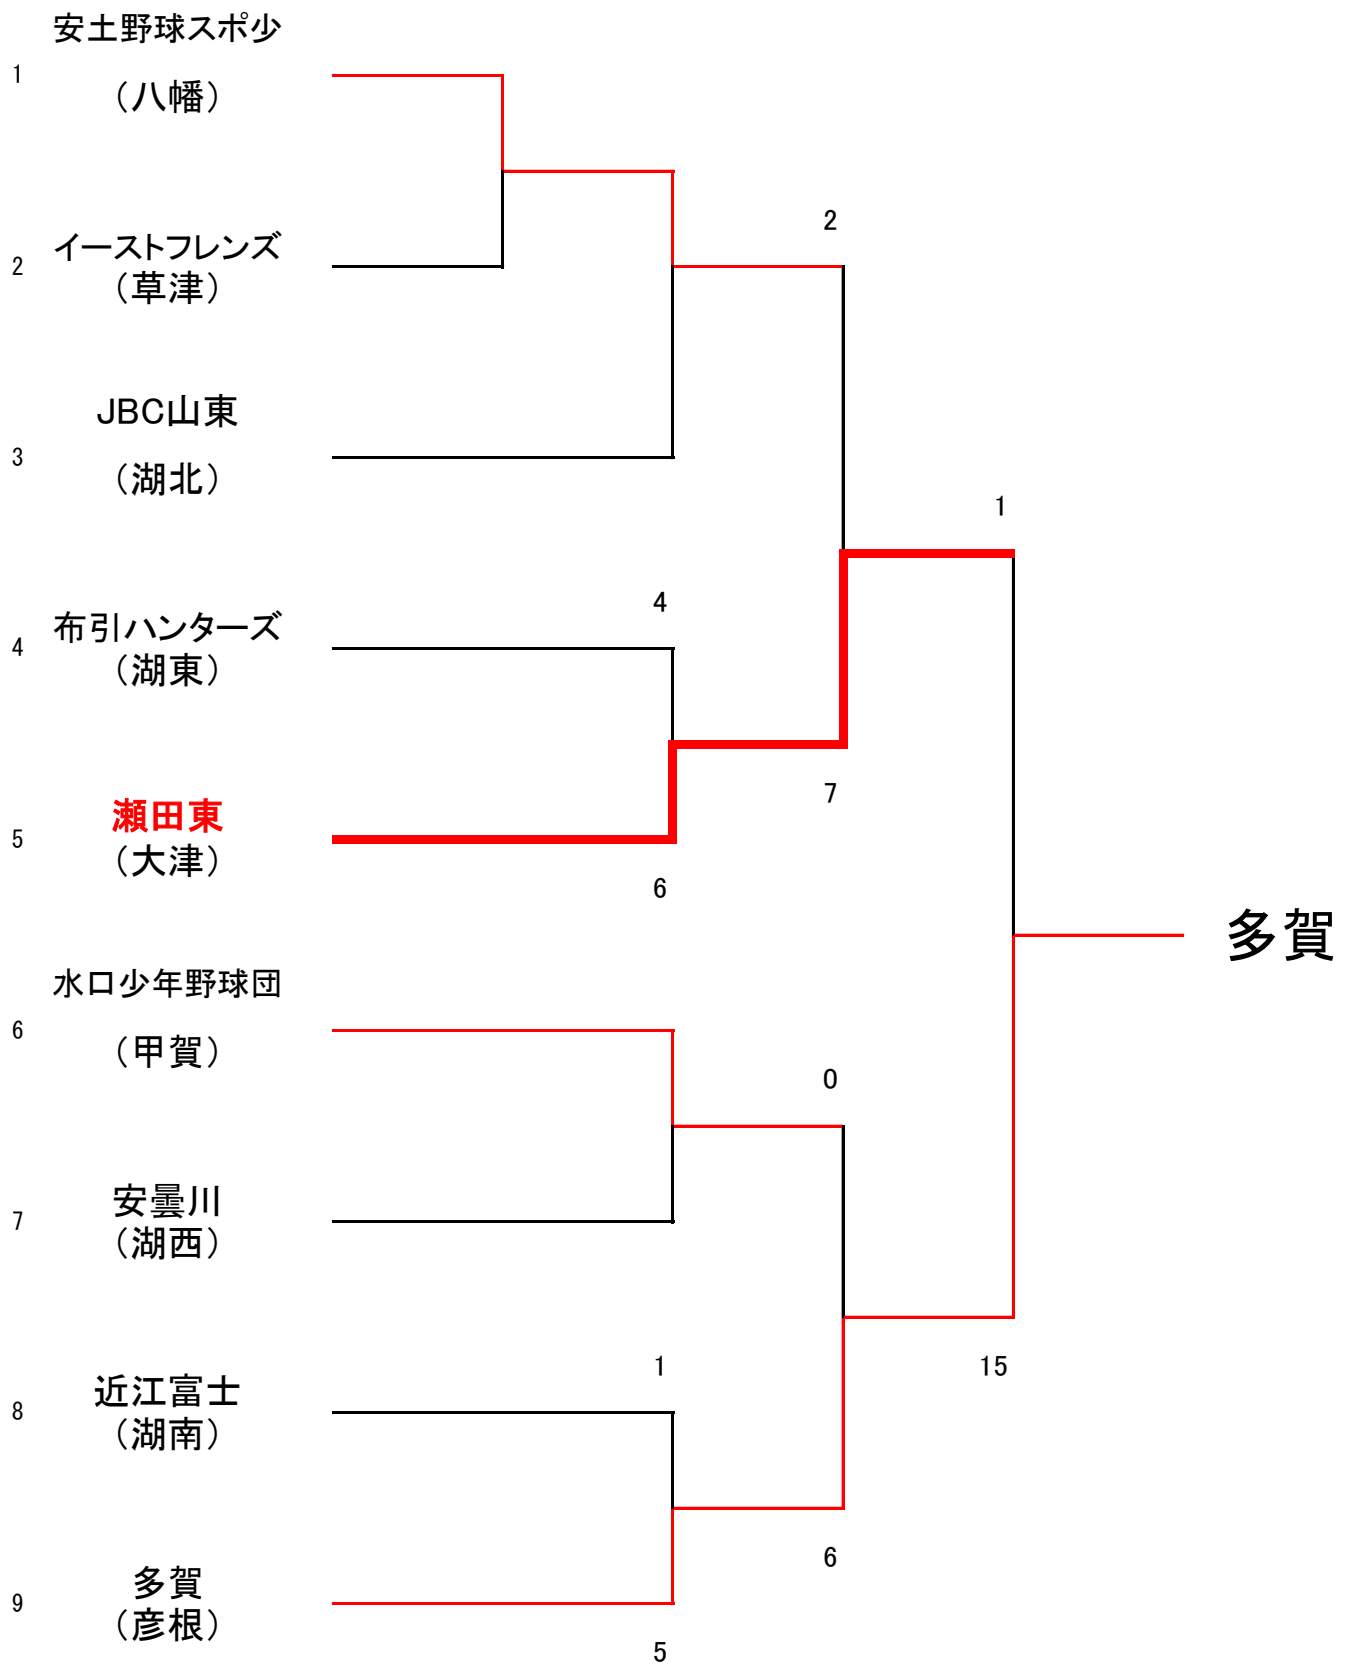 安土野球スポ少
1
（八幡）
2
イーストフレンズ
2
（草津）
JBC山東
3
（湖北）
1
4
布引ハンターズ
4
（湖東）
7
瀬田東
5
（大津）
6
多賀
水口少年野球団
6
（甲賀）
0
安曇川
7
（湖西）
1
15
近江富士
8
（湖南）
6
多賀
9
（彦根）
5